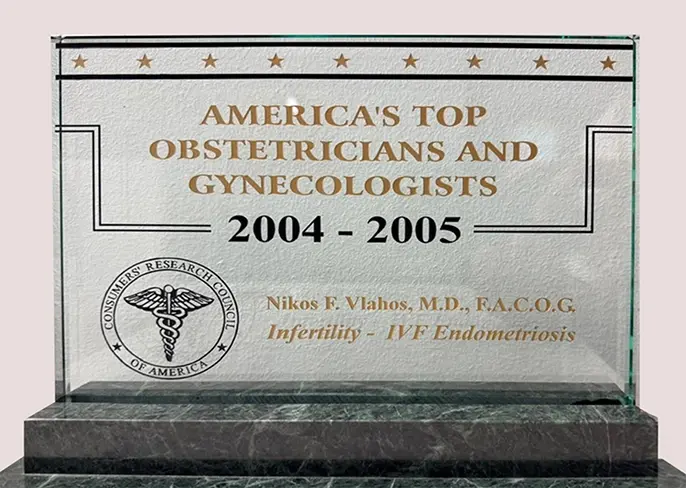 AMERICA'S TOP
OBSTETRICIANS AND
GYNECOLOGISTS
2004 - 2005
CONSUMERS' RESEARCH COUNCIL
OF AMERICA
Nikos F. Vlahos, M.D., F.A.C.O.G.
Infertility - IVF Endometriosis